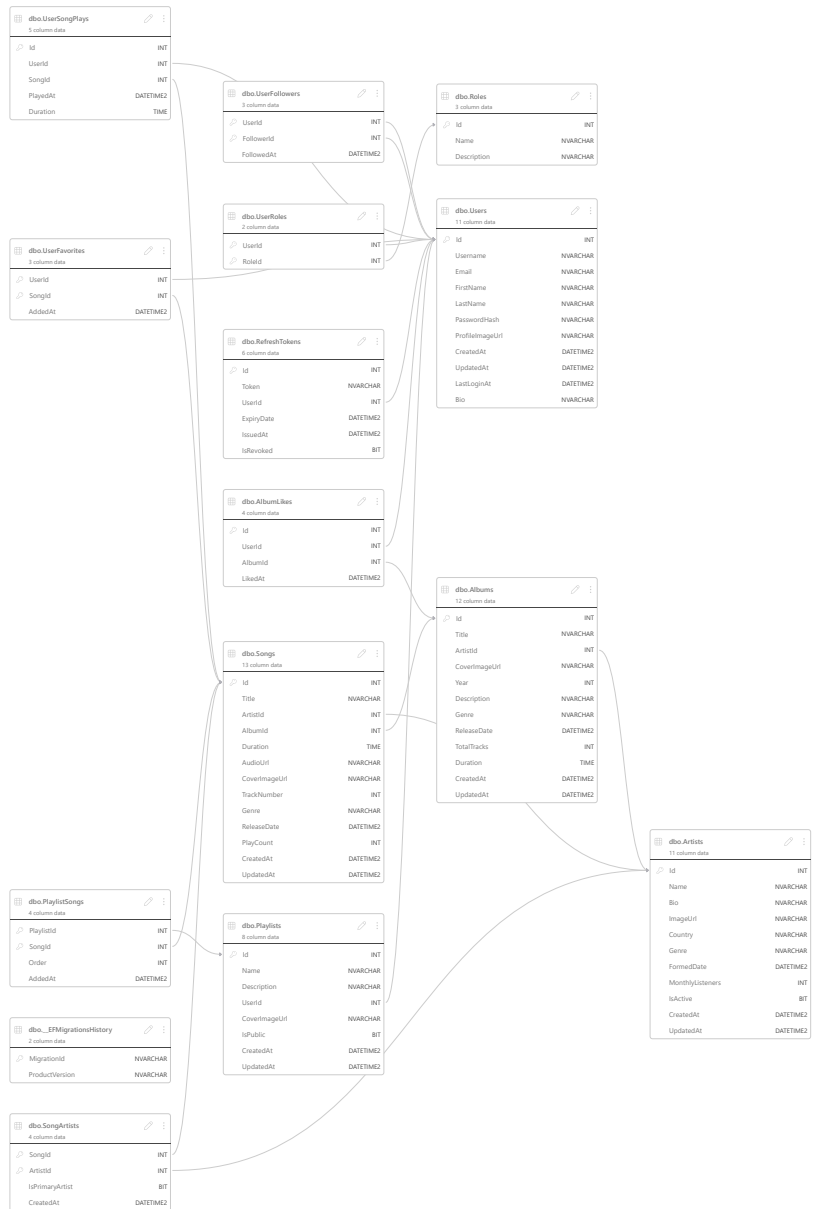 dbo.UserSongPlays
5 column data
Id INT
UserId INT
SongId INT
PlayedAt DATETIME2
Duration TIME
dbo.UserFavorites
3 column data
UserId INT
SongId INT
AddedAt DATETIME2
dbo.PlaylistSongs
4 column data
PlaylistId INT
SongId INT
Order INT
AddedAt DATETIME2
dbo.__EFMigrationsHistory
2 column data
MigrationId NVARCHAR
ProductVersion NVARCHAR
dbo.SongArtists
4 column data
SongId INT
ArtistId INT
IsPrimaryArtist BIT
CreatedAt DATETIME2
dbo.UserFollowers
3 column data
UserId INT
FollowerId INT
FollowedAt DATETIME2
dbo.UserRoles
2 column data
UserId INT
RoleId INT
dbo.RefreshTokens
6 column data
Id INT
Token NVARCHAR
UserId INT
ExpiryDate DATETIME2
IssuedAt DATETIME2
IsRevoked BIT
dbo.AlbumLikes
4 column data
Id INT
UserId INT
AlbumId INT
LikedAt DATETIME2
dbo.Songs
13 column data
Id INT
Title NVARCHAR
ArtistId INT
AlbumId INT
Duration TIME
AudioUrl NVARCHAR
CoverImageUrl NVARCHAR
TrackNumber INT
Genre NVARCHAR
ReleaseDate DATETIME2
PlayCount INT
CreatedAt DATETIME2
UpdatedAt DATETIME2
dbo.Playlists
8 column data
Id INT
Name NVARCHAR
Description NVARCHAR
UserId INT
CoverImageUrl NVARCHAR
IsPublic BIT
CreatedAt DATETIME2
UpdatedAt DATETIME2
dbo.Roles
3 column data
Id INT
Name NVARCHAR
Description NVARCHAR
dbo.Users
11 column data
Id INT
Username NVARCHAR
Email NVARCHAR
FirstName NVARCHAR
LastName NVARCHAR
PasswordHash NVARCHAR
ProfileImageUrl NVARCHAR
CreatedAt DATETIME2
UpdatedAt DATETIME2
LastLoginAt DATETIME2
Bio NVARCHAR
dbo.Albums
12 column data
Id INT
Title NVARCHAR
ArtistId INT
CoverImageUrl NVARCHAR
Year INT
Description NVARCHAR
Genre NVARCHAR
ReleaseDate DATETIME2
TotalTracks INT
Duration TIME
CreatedAt DATETIME2
UpdatedAt DATETIME2
dbo.Artists
11 column data
Id INT
Name NVARCHAR
Bio NVARCHAR
ImageUrl NVARCHAR
Country NVARCHAR
Genre NVARCHAR
FormedDate DATETIME2
MonthlyListeners INT
IsActive BIT
CreatedAt DATETIME2
UpdatedAt DATETIME2